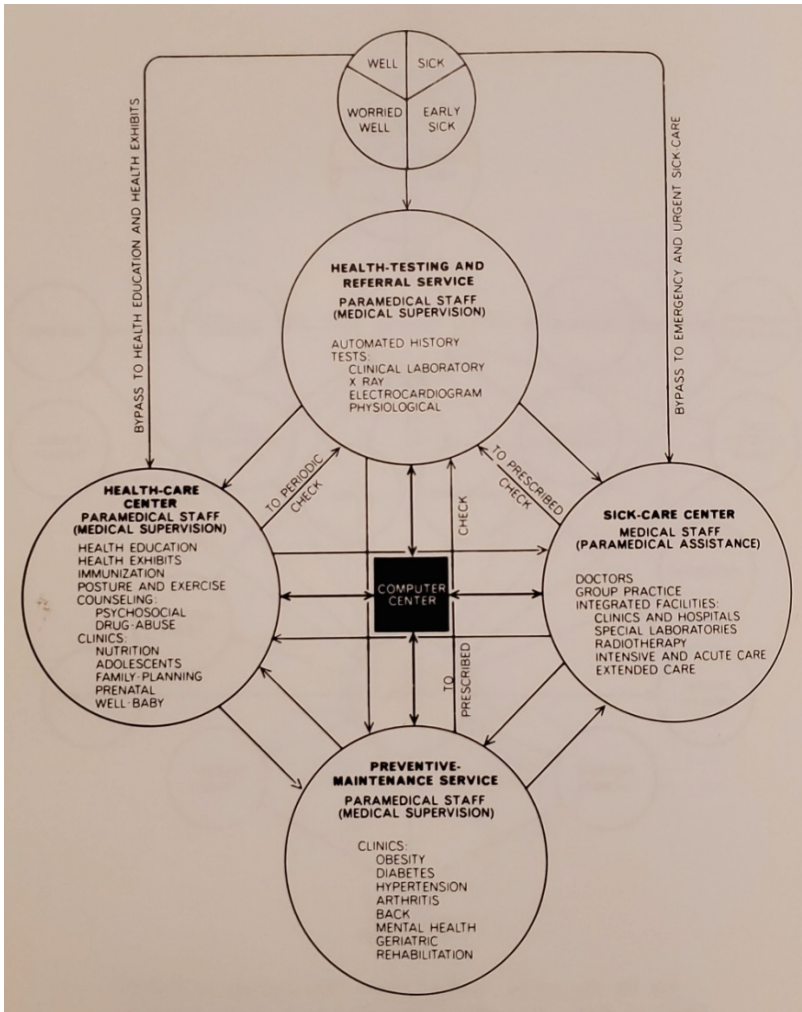 WELL
SICK
WORRIED
WELL
EARLY
SICK
BYPASS TO HEALTH EDUCATION AND HEALTH EXHIBITS
BYPASS TO EMERGENCY AND URGENT SICK-CARE
HEALTH-TESTING AND
REFERRAL SERVICE
PARAMEDICAL STAFF
(MEDICAL SUPERVISION)
AUTOMATED HISTORY
TESTS:
CLINICAL LABORATORY
X RAY
ELECTROCARDIOGRAM
PHYSIOLOGICAL
TO PERIODIC
CHECK
TO PRESCRIBED
CHECK
HEALTH-CARE
CENTER
PARAMEDICAL STAFF
(MEDICAL SUPERVISION)
HEALTH EDUCATION
HEALTH EXHIBITS
IMMUNIZATION
POSTURE AND EXERCISE
COUNSELING:
PSYCHOSOCIAL
DRUG-ABUSE
CLINICS:
NUTRITION
ADOLESCENTS
FAMILY-PLANNING
PRENATAL
WELL-BABY
COMPUTER
CENTER
TO
PRESCRIBED
CHECK
SICK-CARE CENTER
MEDICAL STAFF
(PARAMEDICAL ASSISTANCE)
DOCTORS
GROUP PRACTICE
INTEGRATED FACILITIES:
CLINICS AND HOSPITALS
SPECIAL LABORATORIES
RADIOTHERAPY
INTENSIVE AND ACUTE CARE
EXTENDED CARE
PREVENTIVE-
MAINTENANCE SERVICE
PARAMEDICAL STAFF
(MEDICAL SUPERVISION)
CLINICS:
OBESITY
DIABETES
HYPERTENSION
ARTHRITIS
BACK
MENTAL HEALTH
GERIATRIC
REHABILITATION